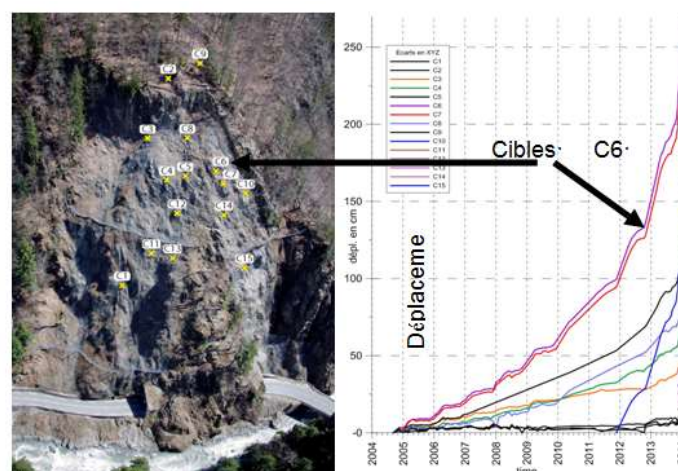 C9
C2
C3
C8
C6
C4
C5
C7
C10
C12
C14
C11
C13
C15
C1
Cibles
C6
Déplaceme
dépl. en cm
250
200
150
100
50
-0
Ecarts en XYZ
C1
C2
C3
C4
C5
C6
C7
C8
C9
C10
C11
C14
C15
2004
2005
2006
2007
2008
2009
2010
2011
2012
2013
2014